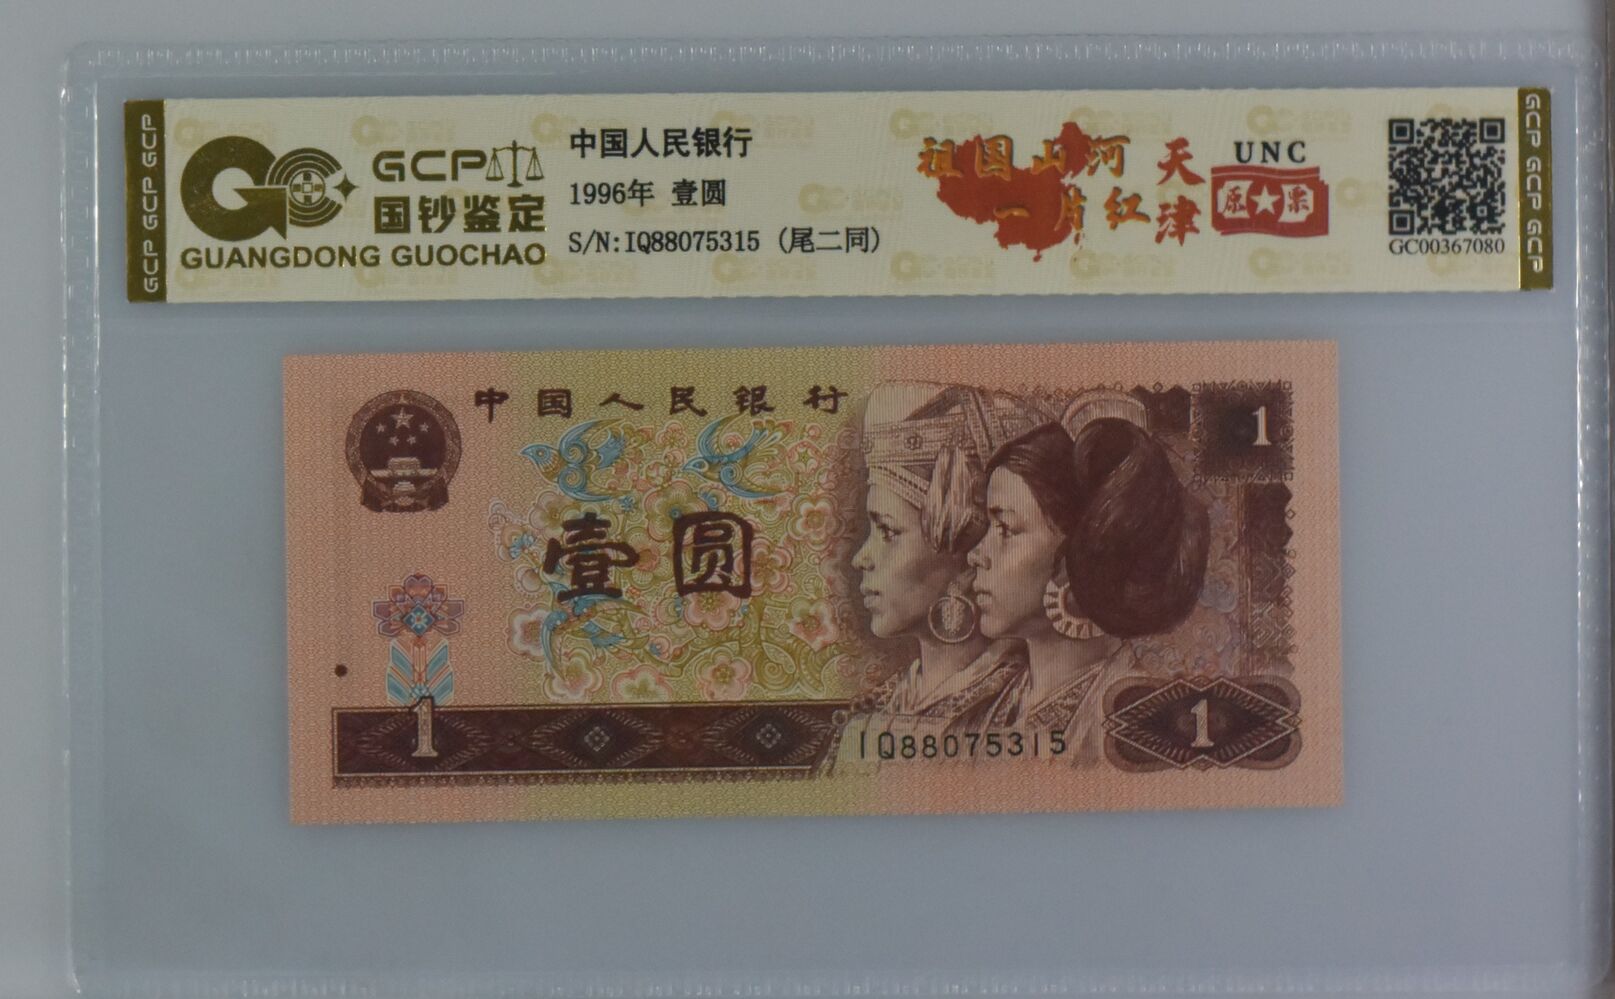 GCP GCP GCP
GCP
国钞鉴定
GUANGDONG GUOCHAO
中国人民银行
1996年 壹圆
S/N:IQ88075315 (尾二同)
祖国山河
一片红
天津
UNC
原★票
GC00367080
GCP GCP GCP
中国人民银行
1
壹圆
1
IQ88075315
1